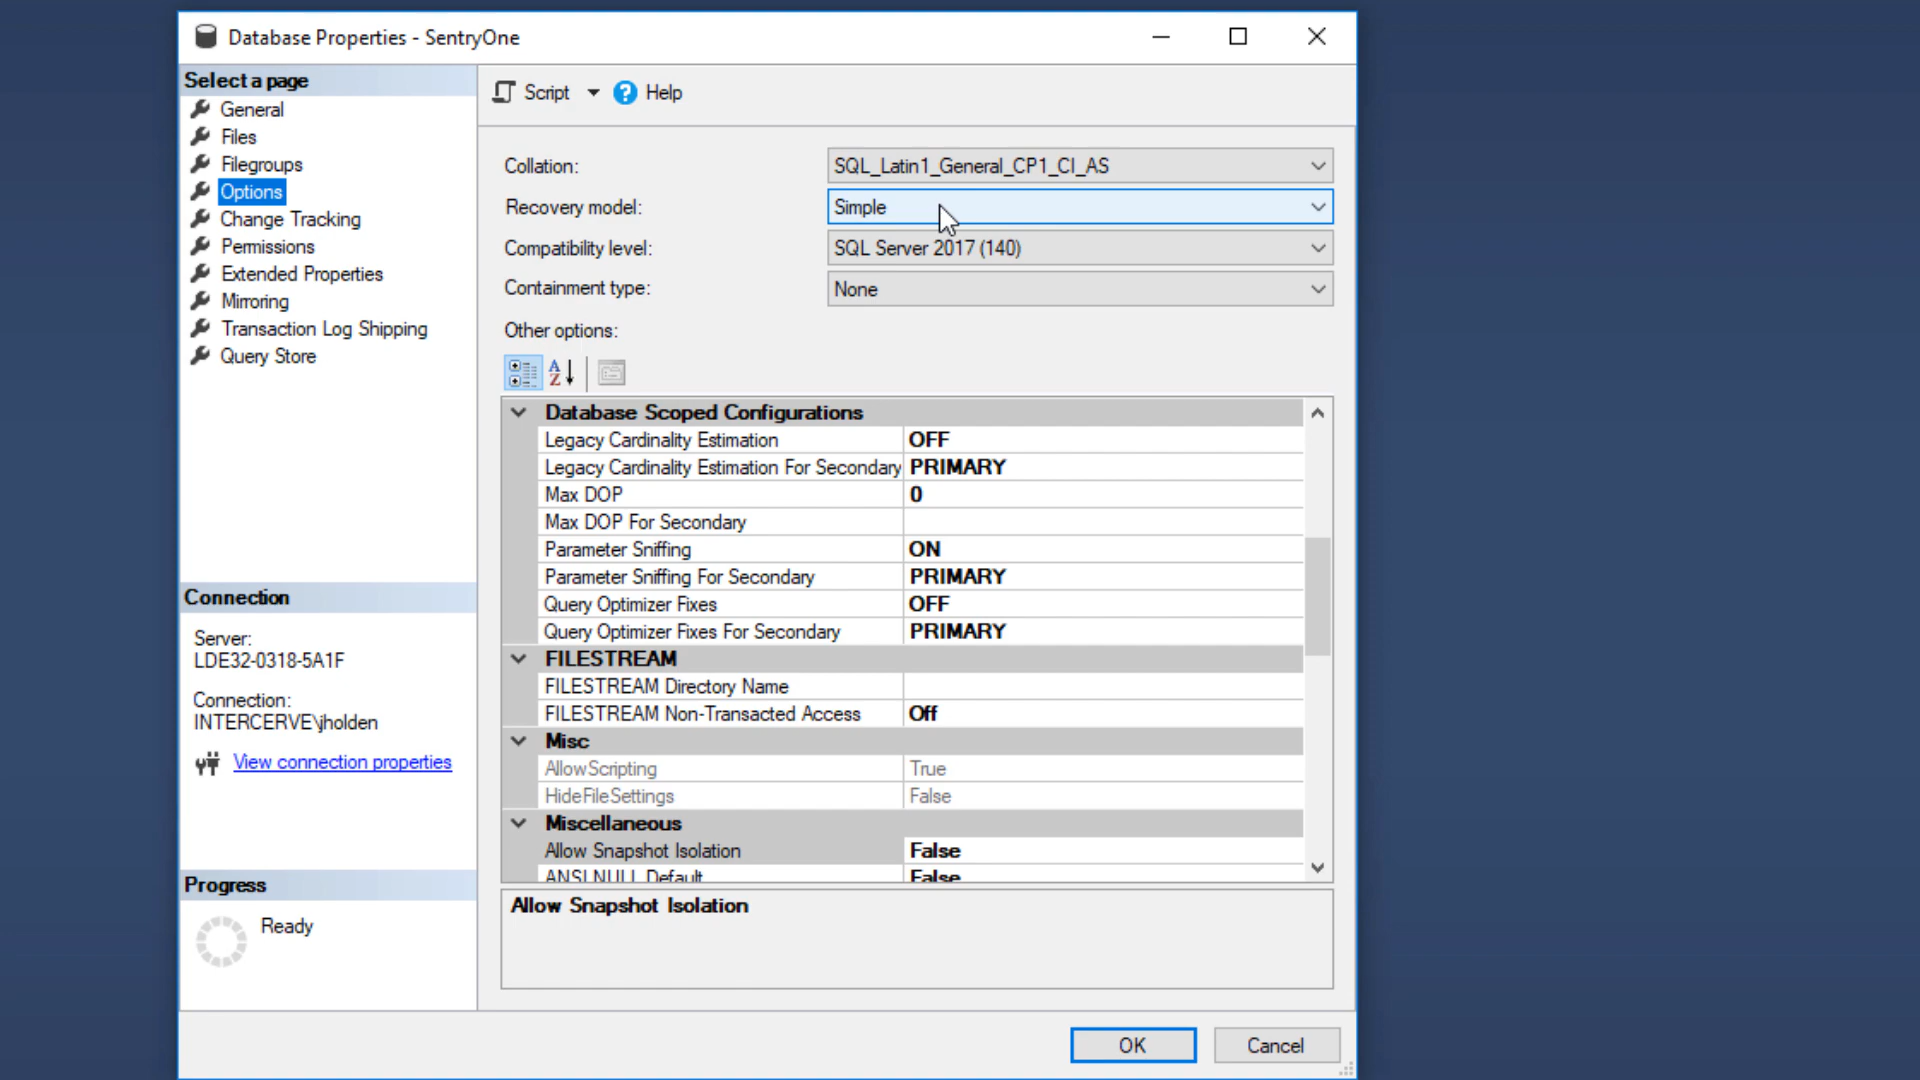 Database Properties - SentryOne
Select a page
General
Files
Filegroups
Options
Change Tracking
Permissions
Extended Properties
Mirroring
Transaction Log Shipping
Query Store
Connection
Server:
LDE32-0318-5A1F
Connection:
INTERCERVE\jholden
View connection properties
Progress
Ready
Script
Help
Collation: SQL_Latin1_General_CP1_CI_AS
Recovery model: Simple
Compatibility level: SQL Server 2017 (140)
Containment type: None
Other options:
Database Scoped Configurations
Legacy Cardinality Estimation OFF
Legacy Cardinality Estimation For Secondary PRIMARY
Max DOP 0
Max DOP For Secondary
Parameter Sniffing ON
Parameter Sniffing For Secondary PRIMARY
Query Optimizer Fixes OFF
Query Optimizer Fixes For Secondary PRIMARY
FILESTREAM
FILESTREAM Directory Name
FILESTREAM Non-Transacted Access Off
Misc
AllowScripting True
HideFileSettings False
Miscellaneous
Allow Snapshot Isolation False
ANSI NULL Default False
Allow Snapshot Isolation
OK Cancel